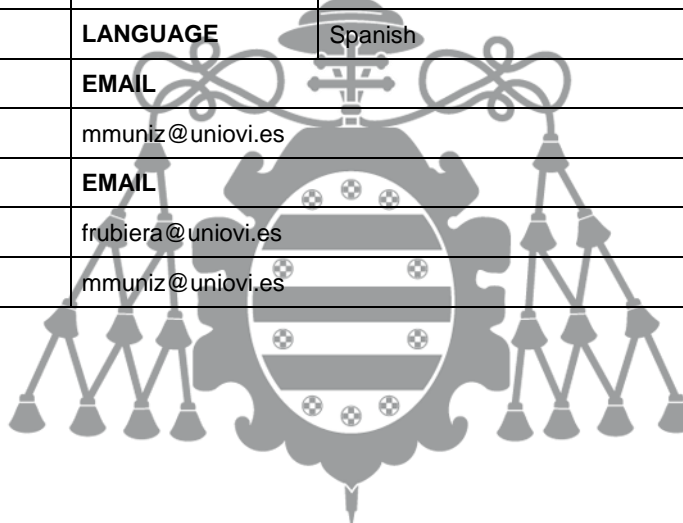 LANGUAGE Spanish
EMAIL
mmuniz@uniovi.es
EMAIL
frubiera@uniovi.es
mmuniz@uniovi.es